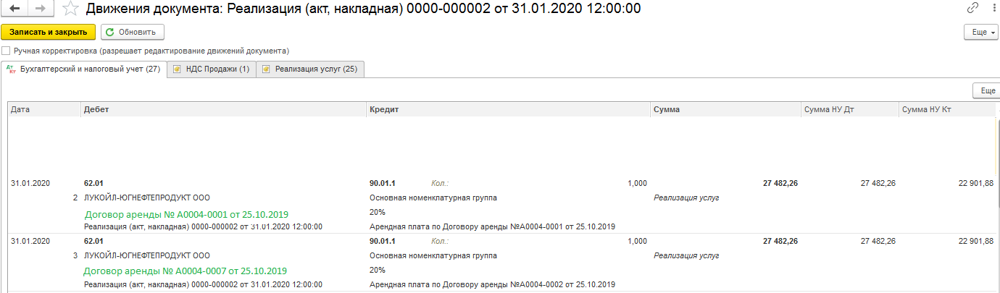 Движения документа: Реализация (акт, накладная) 0000-000002 от 31.01.2020 12:00:00
Записать и закрыть Обновить Еще
Ручная корректировка (разрешает редактирование движений документа)
Дт Кт Бухгалтерский и налоговый учет (27) НДС Продажи (1) Реализация услуг (25)
Еще
Дата Дебет Кредит Сумма Сумма НУ Дт Сумма НУ Кт
31.01.2020 62.01 90.01.1 Кол.: 1,000 27 482,26 27 482,26 22 901,88
2 ЛУКОЙЛ-ЮГНЕФТЕПРОДУКТ ООО Основная номенклатурная группа Реализация услуг
Договор аренды № А0004-0001 от 25.10.2019 20%
Реализация (акт, накладная) 0000-000002 от 31.01.2020 12:00:00 Арендная плата по Договору аренды №А0004-0001 от 25.10.2019
31.01.2020 62.01 90.01.1 Кол.: 1,000 27 482,26 27 482,26 22 901,88
3 ЛУКОЙЛ-ЮГНЕФТЕПРОДУКТ ООО Основная номенклатурная группа Реализация услуг
Договор аренды № А0004-0007 от 25.10.2019 20%
Реализация (акт, накладная) 0000-000002 от 31.01.2020 12:00:00 Арендная плата по Договору аренды №А0004-0002 от 25.10.2019